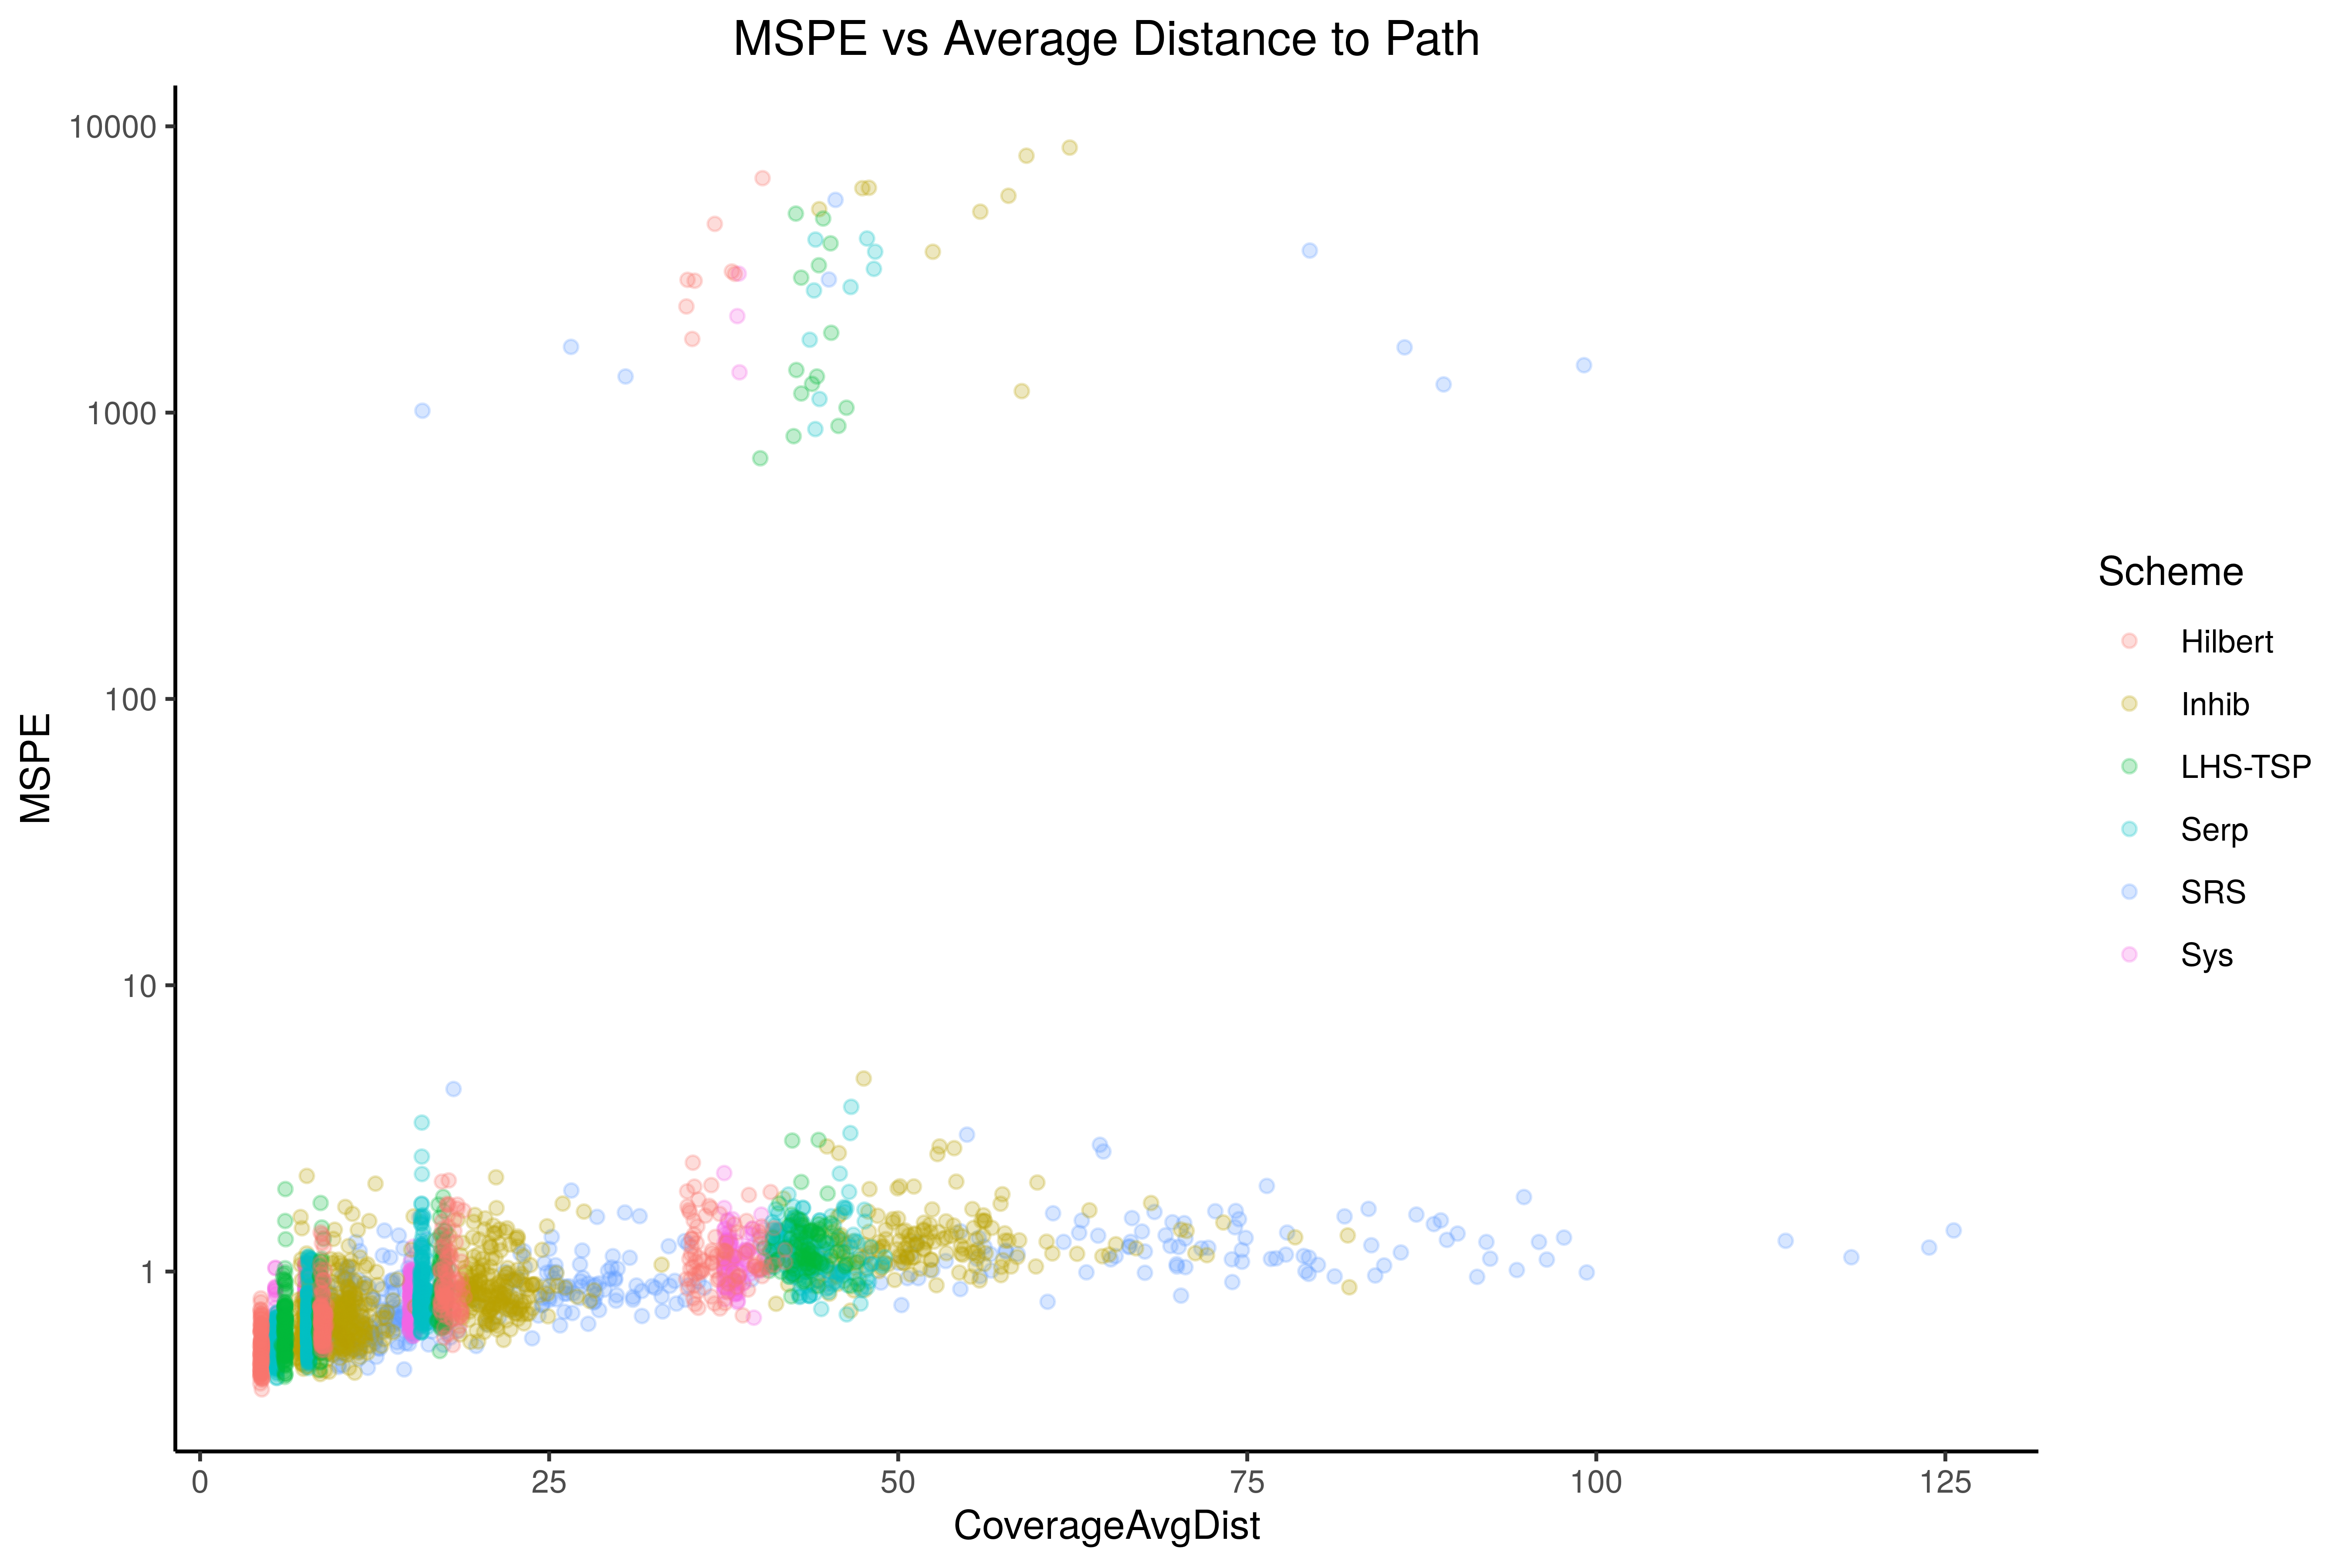 MSPE vs Average Distance to Path
MSPE
10000
1000
100
10
1
0
25
50
75
100
125
CoverageAvgDist
Scheme
Hilbert
Inhib
LHS-TSP
Serp
SRS
Sys